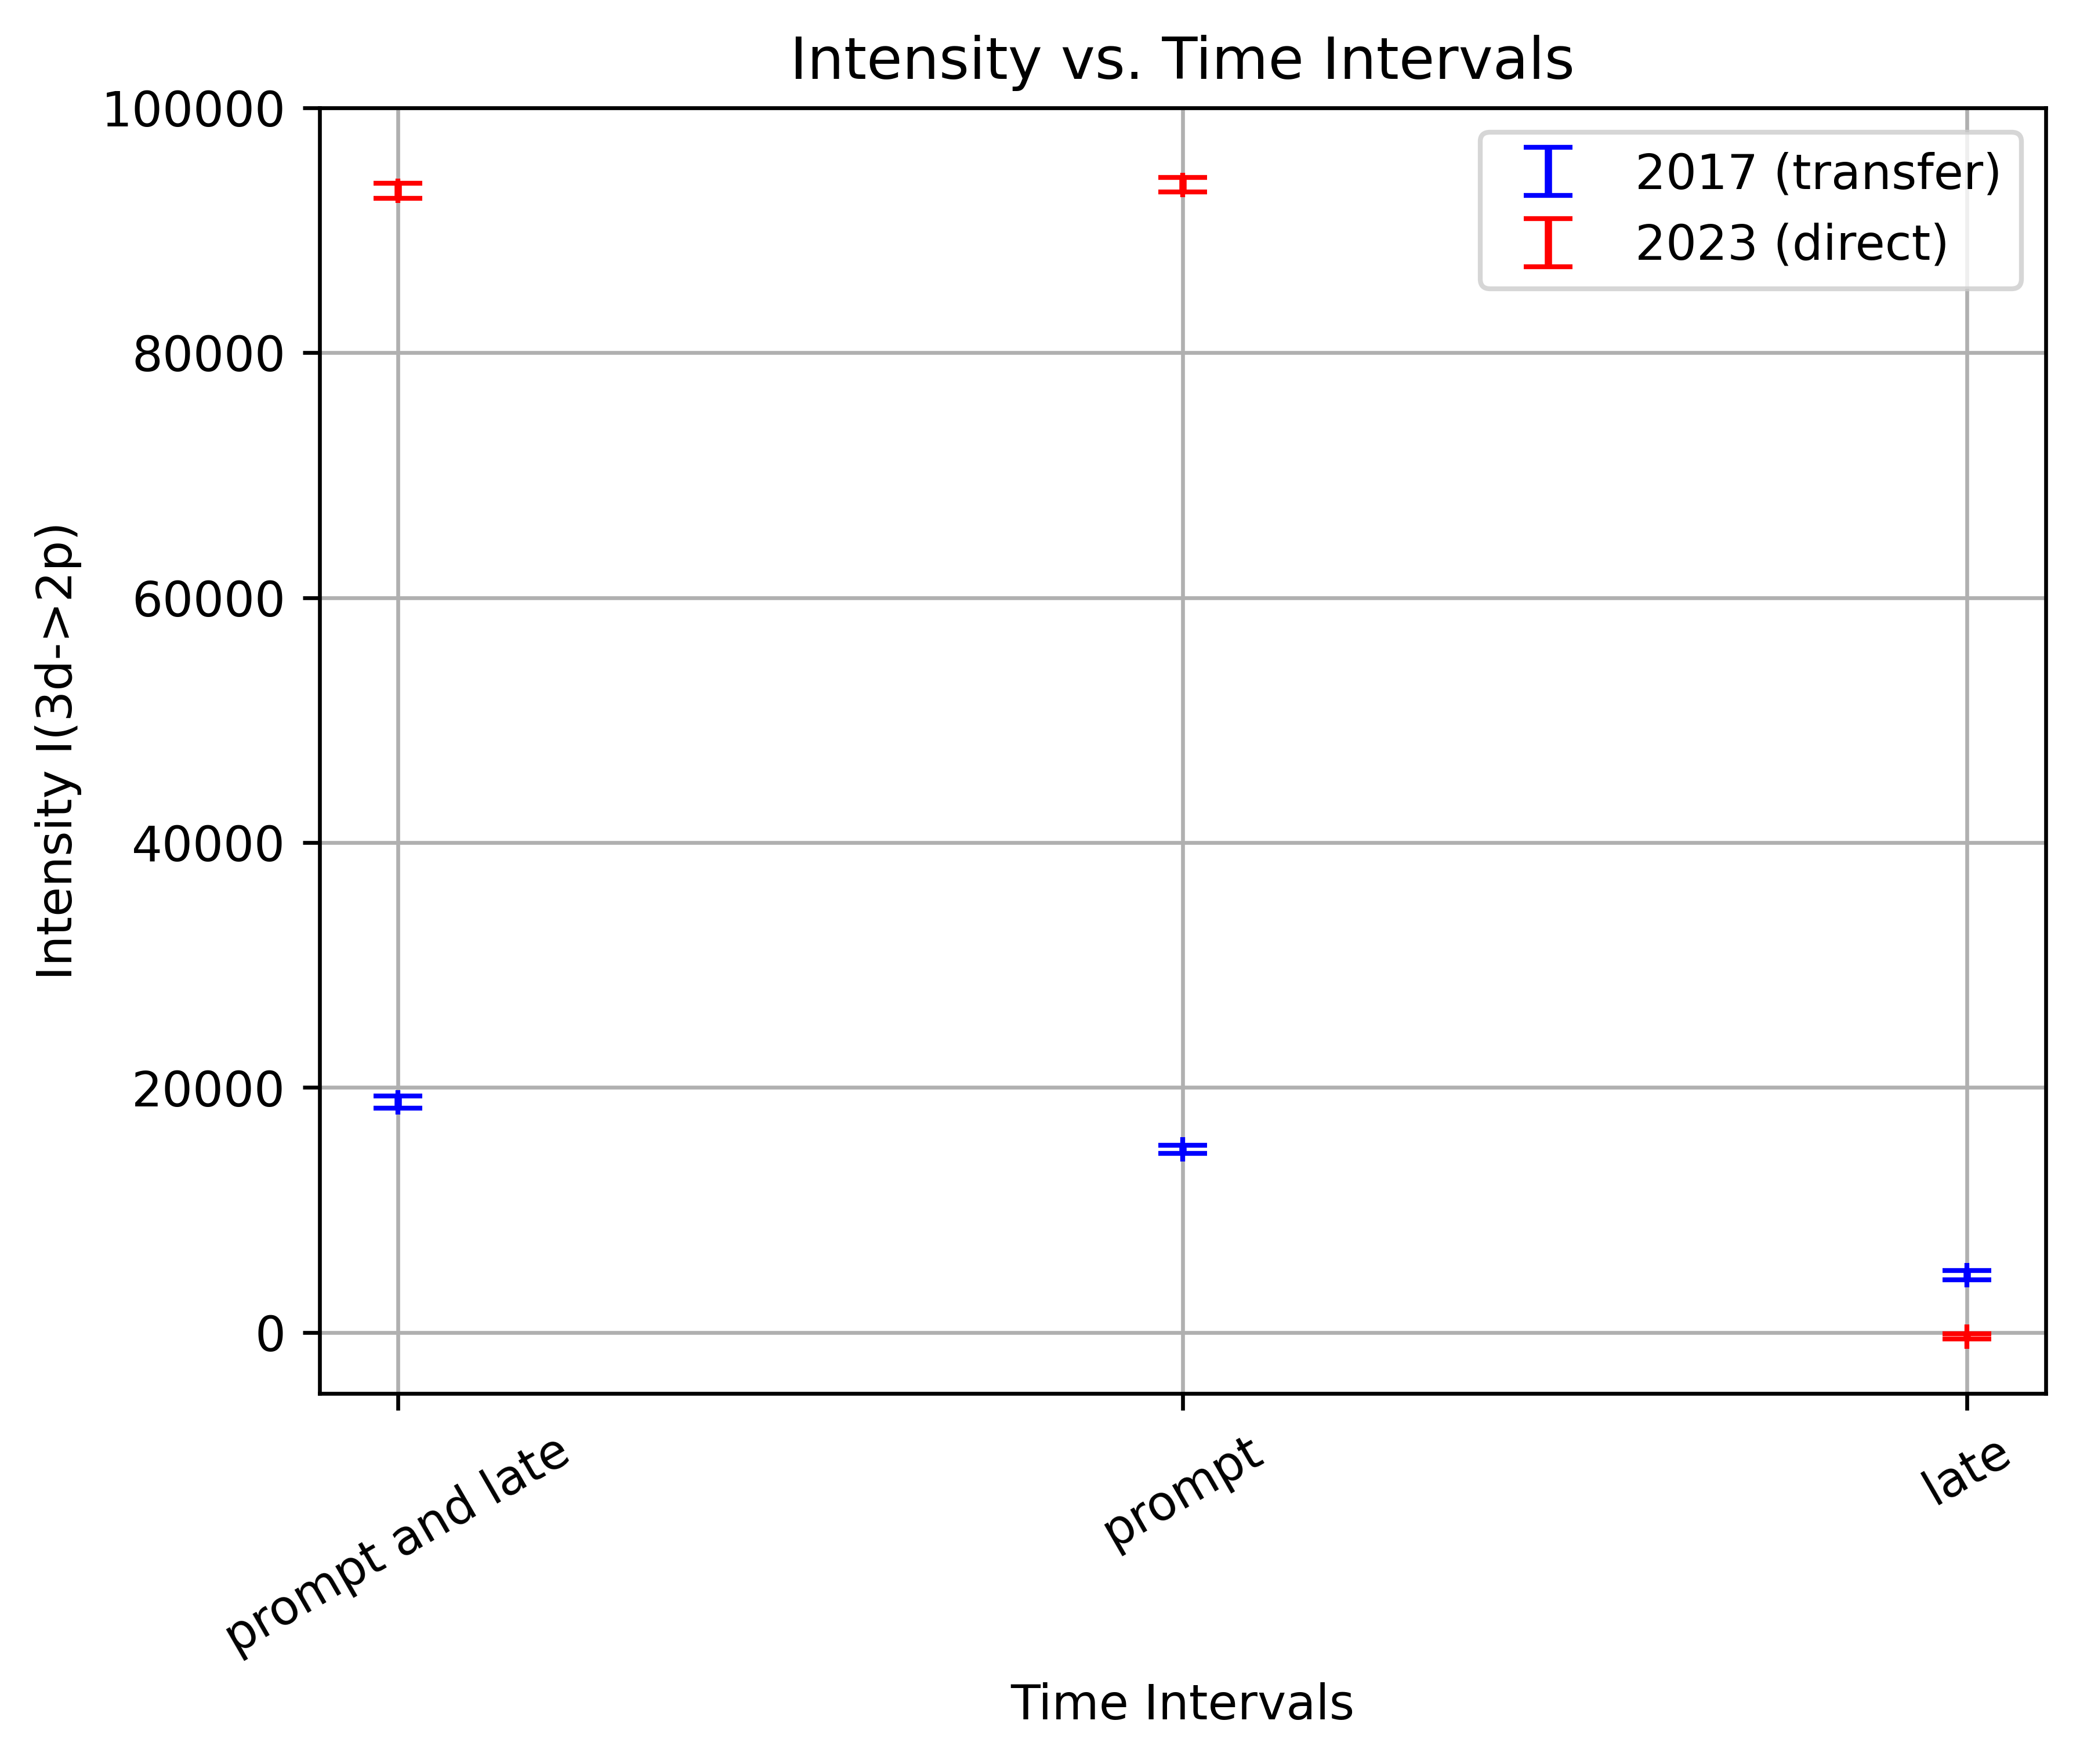 Intensity vs. Time Intervals
100000
80000
60000
40000
20000
0
Intensity I(3d->2p)
2017 (transfer)
2023 (direct)
prompt and late
prompt
late
Time Intervals